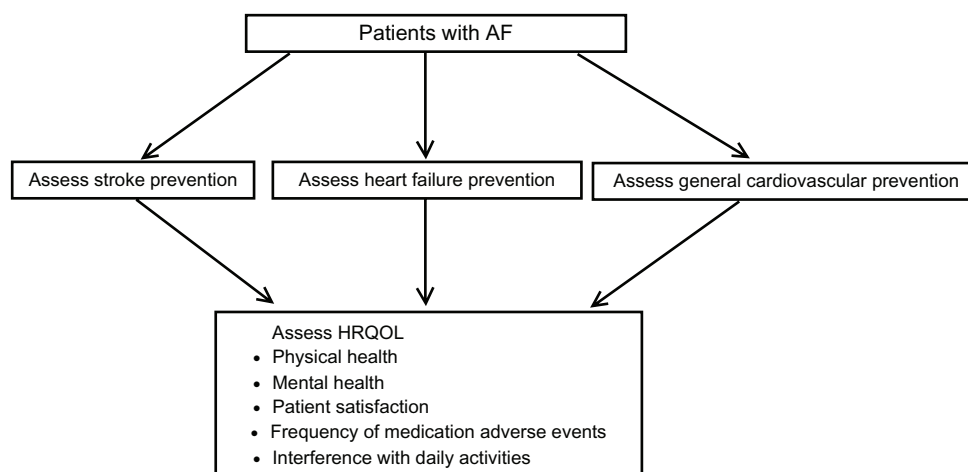 Patients with AF
Assess stroke prevention
Assess heart failure prevention
Assess general cardiovascular prevention
Assess HRQOL
• Physical health
• Mental health
• Patient satisfaction
• Frequency of medication adverse events
• Interference with daily activities